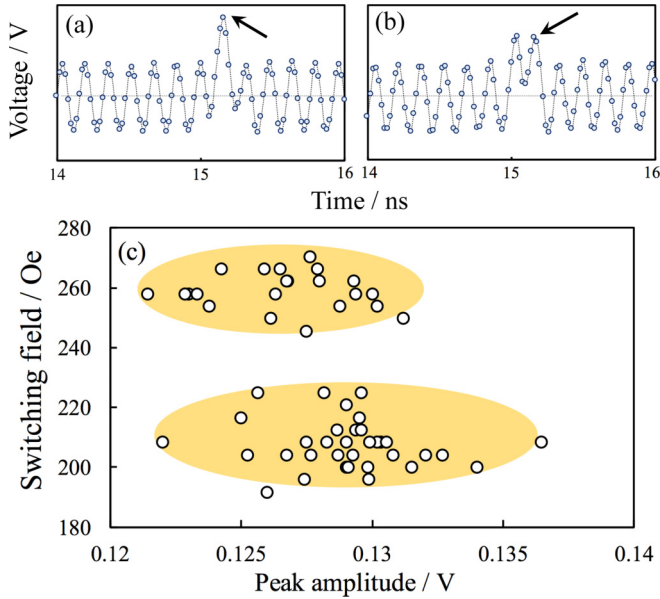 (a)
(b)
Voltage / V
14
15
16
14
15
16
Time / ns
(c)
280
260
240
220
200
180
Switching field / Oe
0.12
0.125
0.13
0.135
0.14
Peak amplitude / V